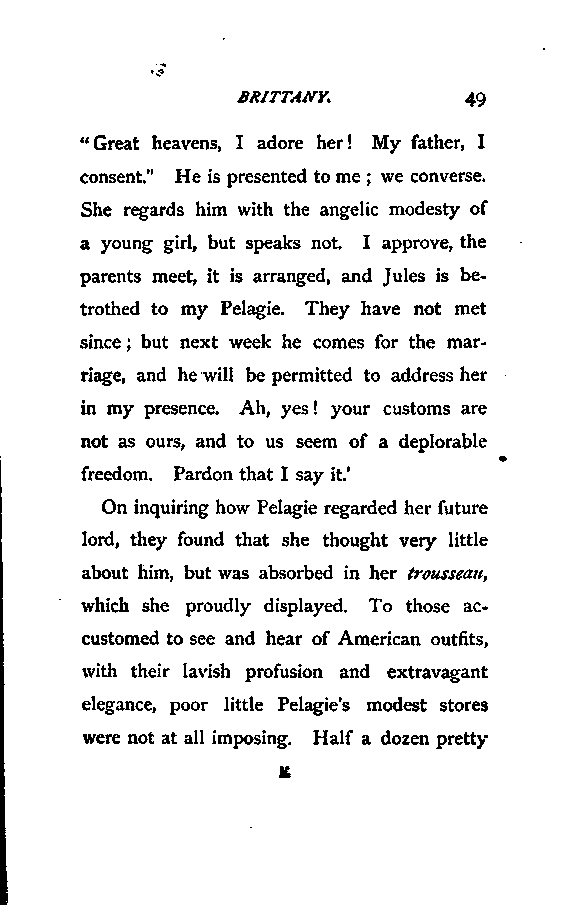 BRITTANY. 49
"Great heavens, I adore her! My father, I
consent." He is presented to me; we converse.
She regards him with the angelic modesty of
a young girl, but speaks not. I approve, the
parents meet, it is arranged, and Jules is be-
trothed to my Pelagie. They have not met
since; but next week he comes for the mar-
riage, and he will be permitted to address her
in my presence. Ah, yes! your customs are
not as ours, and to us seem of a deplorable
freedom. Pardon that I say it.'
On inquiring how Pelagie regarded her future
lord, they found that she thought very little
about him, but was absorbed in her trousseau,
which she proudly displayed. To those ac-
customed to see and hear of American outfits,
with their lavish profusion and extravagant
elegance, poor little Pelagie's modest stores
were not at all imposing. Half a dozen pretty
E